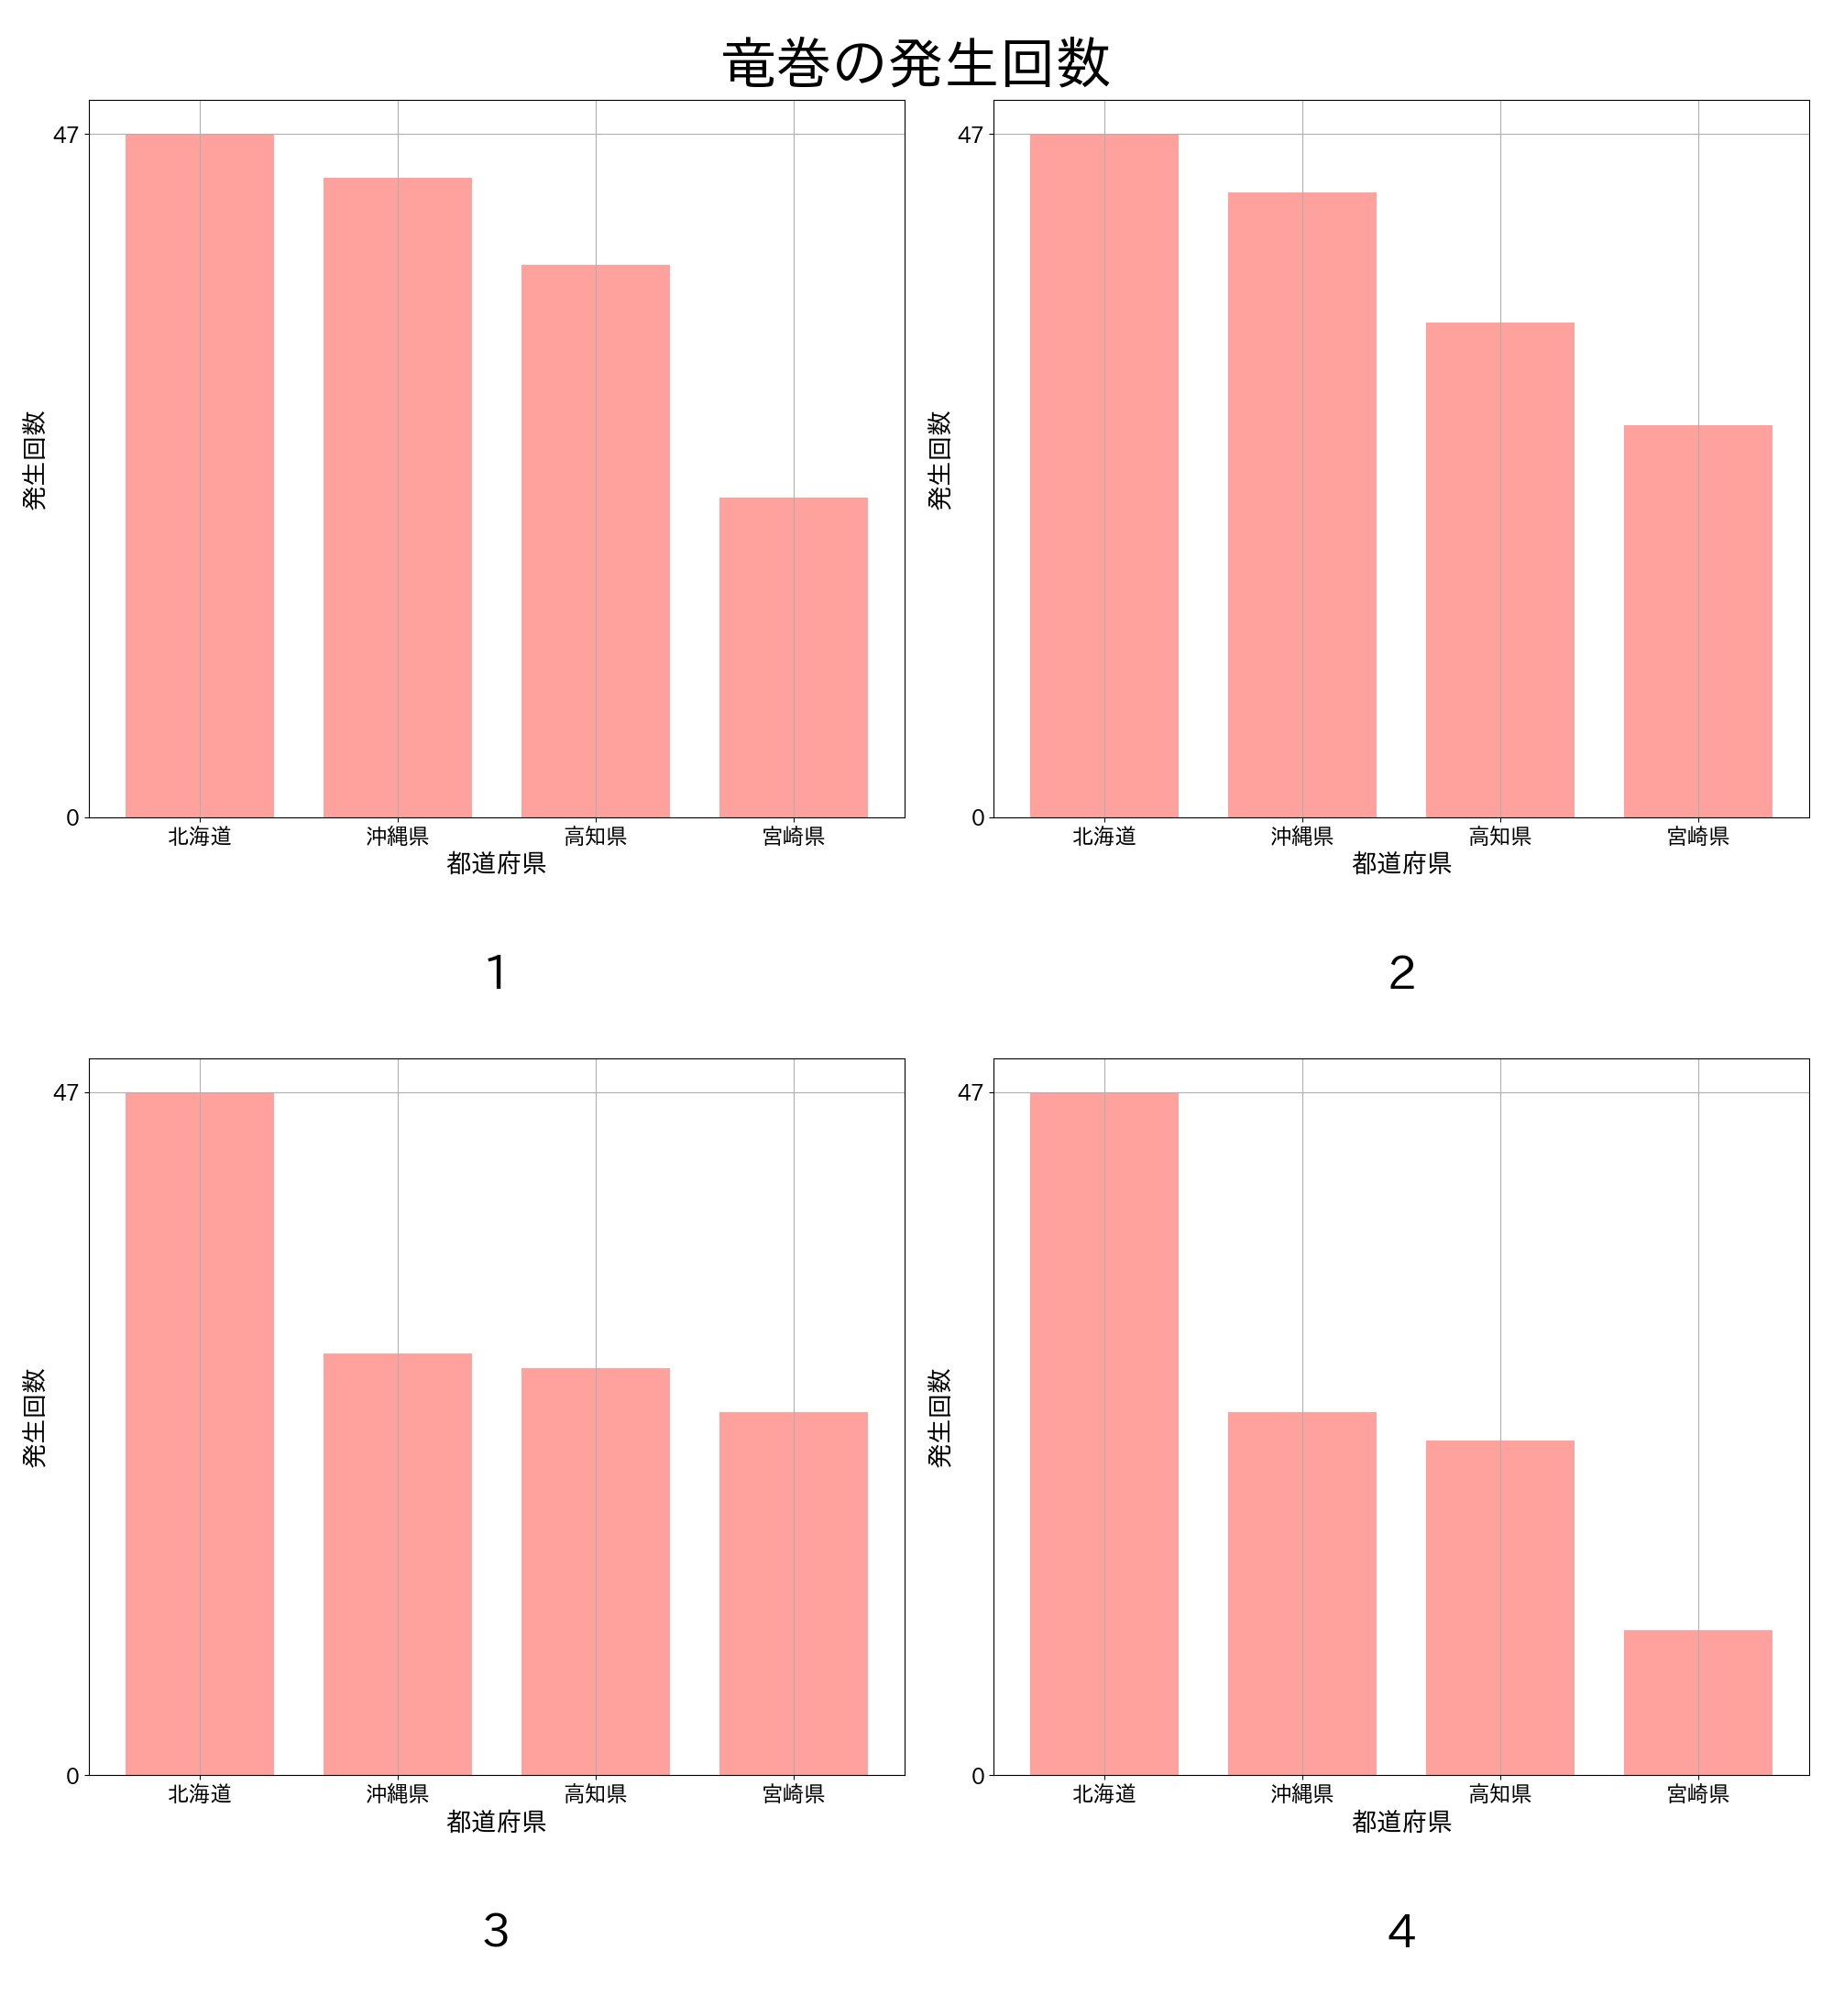 竜巻の発生回数
47
0
発生回数
北海道 沖縄県 高知県 宮崎県
都道府県
1
47
0
発生回数
北海道 沖縄県 高知県 宮崎県
都道府県
2
47
0
発生回数
北海道 沖縄県 高知県 宮崎県
都道府県
3
47
0
発生回数
北海道 沖縄県 高知県 宮崎県
都道府県
4